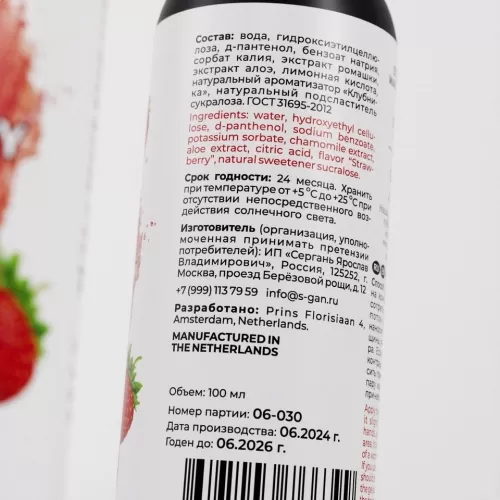 Состав: вода, гидроксиэтилцеллю-
лоза, д-пантенол, бензоат натрия,
сорбат калия, экстракт ромашки,
экстракт алоэ, лимонная кислота,
натуральный ароматизатор «Клубни-
ка», натуральный подсластитель
сукралоза. ГОСТ 31695-2012
Ingredients: water, hydroxyethyl cellu-
lose, d-panthenol, sodium benzoate,
potassium sorbate, chamomile extract,
aloe extract, citric acid, flavor "Straw-
berry", natural sweetener sucralose.
Срок годности: 24 месяца. Хранить
при температуре от +5 °C до +25 °C при
отсутствии непосредственного воз-
действия солнечного света.
Изготовитель (организация, уполно-
моченная принимать претензии
потребителей): ИП «Сергань Ярослав
Владимирович», Россия, 125252, г.
Москва, проезд Берёзовой рощи, д.12
+7 (999) 113 79 59 info@s-gan.ru
Разработано: Prins Florisiaan 4,
Amsterdam, Netherlands.
MANUFACTURED IN
THE NETHERLANDS
Объем: 100 мл
Номер партии: 06-030
Дата производства: 06.2024 г.
Годен до: 06.2026 г.